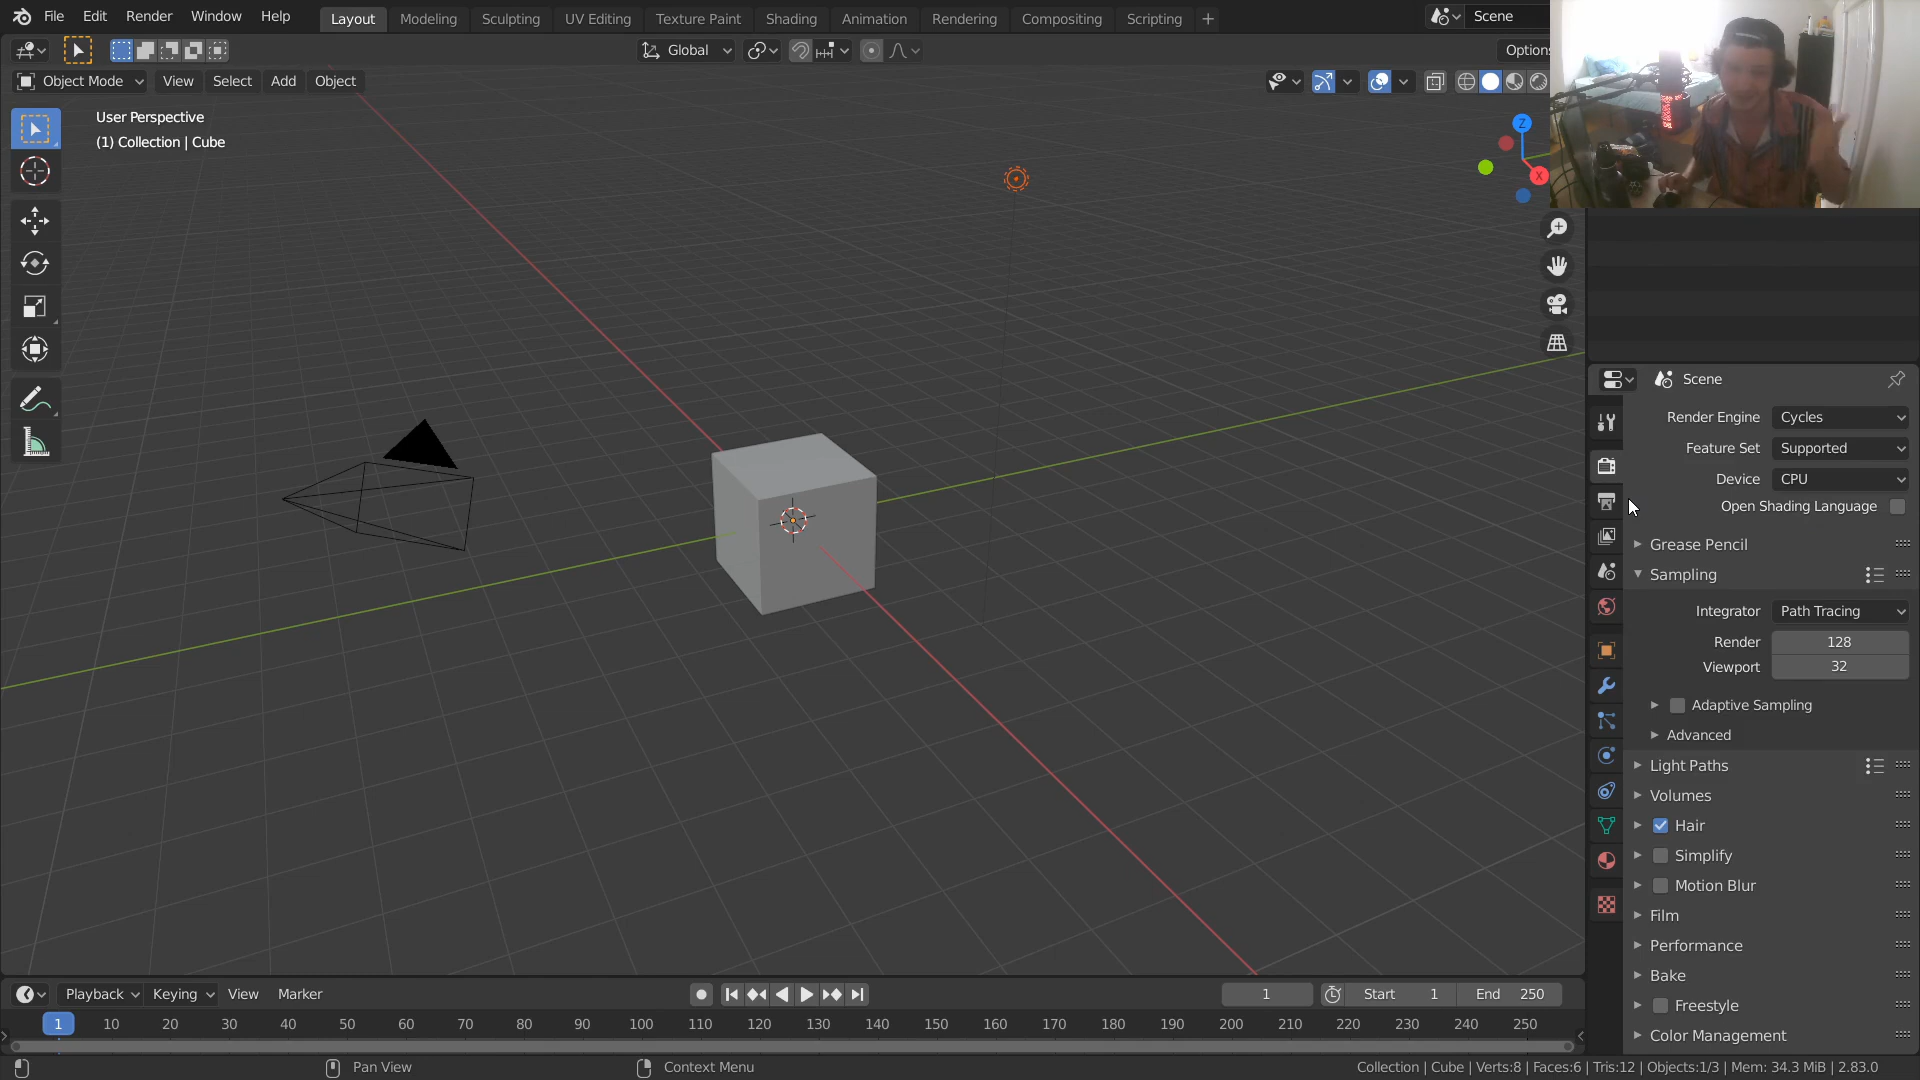 File Edit Render Window Help Layout Modeling Sculpting UV Editing Texture Paint Shading Animation Rendering Compositing Scripting + Scene
Global Options
Object Mode View Select Add Object
User Perspective
(1) Collection | Cube
Z
X
Scene
Render Engine Cycles
Feature Set Supported
Device CPU
Open Shading Language
Grease Pencil
Sampling
Integrator Path Tracing
Render 128
Viewport 32
Adaptive Sampling
Advanced
Light Paths
Volumes
Hair
Simplify
Motion Blur
Film
Performance
Bake
Freestyle
Color Management
Playback Keying View Marker 1 Start 1 End 250
1 10 20 30 40 50 60 70 80 90 100 110 120 130 140 150 160 170 180 190 200 210 220 230 240 250
Pan View Context Menu Collection | Cube | Verts:8 | Faces:6 | Tris:12 | Objects:1/3 | Mem: 34.3 MiB | 2.83.0